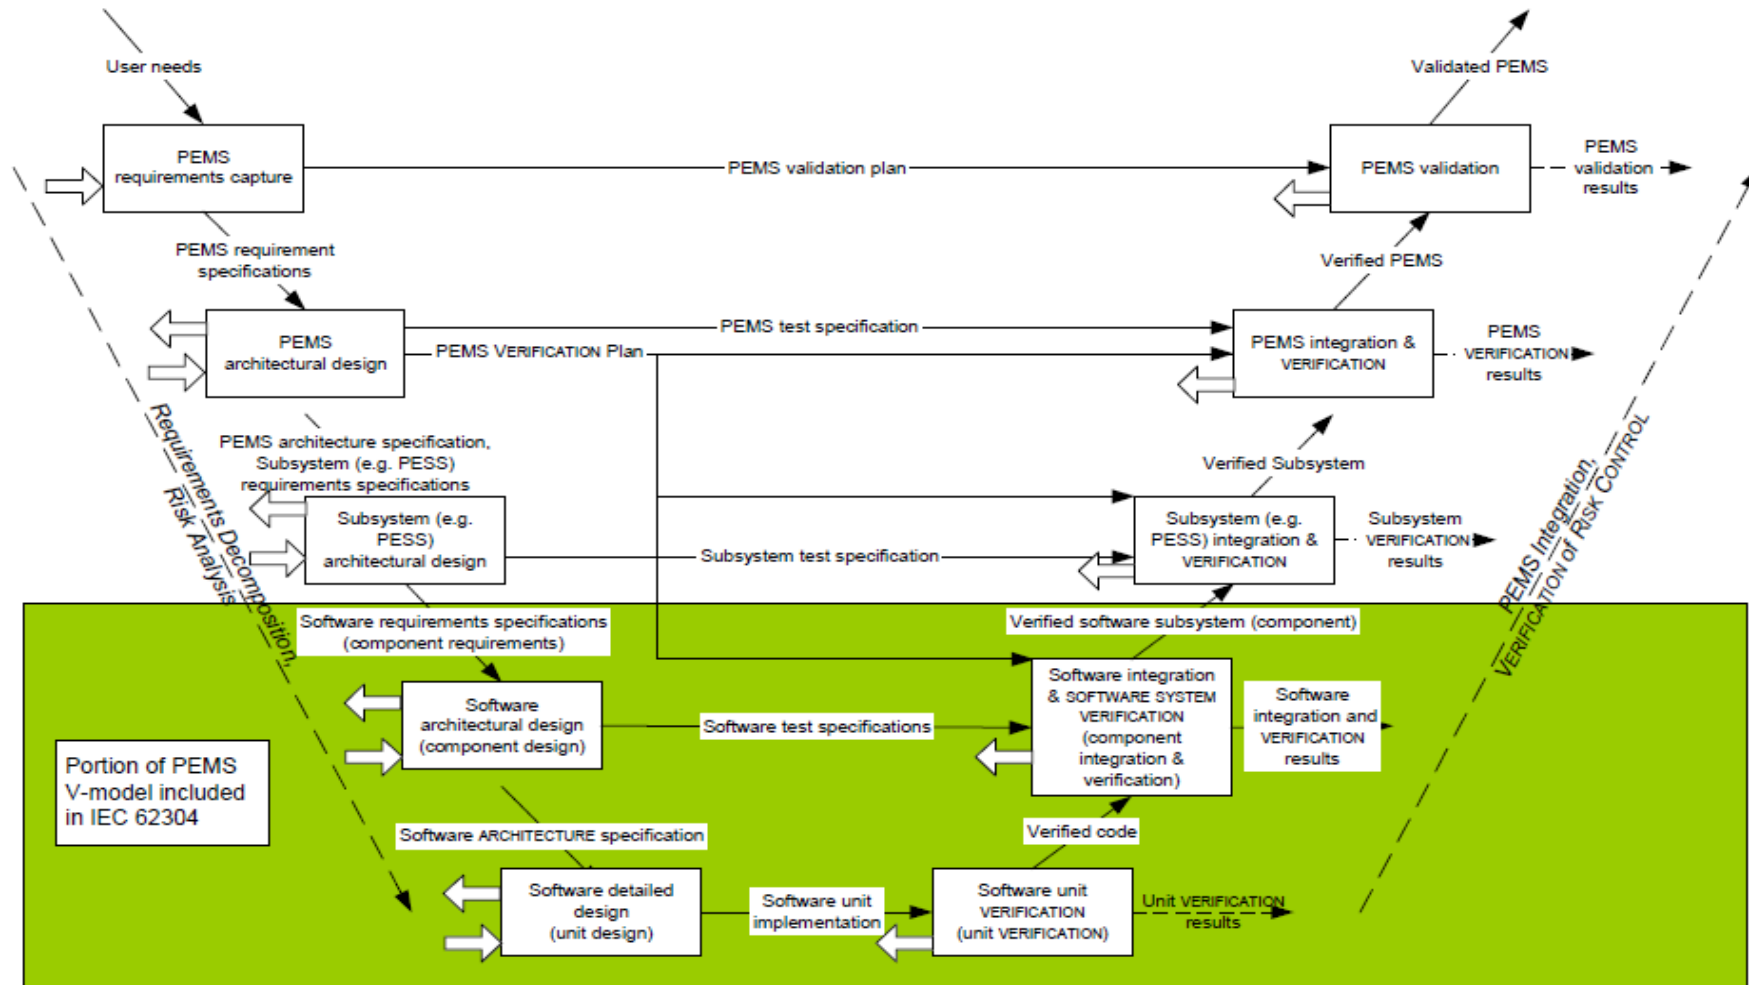 User needs
Validated PEMS
PEMS
requirements capture
PEMS validation plan
PEMS validation
PEMS
validation
results
PEMS requirement
specifications
Verified PEMS
PEMS
architectural design
PEMS test specification
PEMS VERIFICATION Plan
PEMS integration &
VERIFICATION
PEMS
VERIFICATION
results
Requirements Decomposition,
Risk Analysis
PEMS architecture specification,
Subsystem (e.g. PESS)
requirements specifications
Verified Subsystem
PEMS Integration,
VERIFICATION of RISK CONTROL
Subsystem (e.g.
PESS)
architectural design
Subsystem test specification
Subsystem (e.g.
PESS) integration &
VERIFICATION
Subsystem
VERIFICATION
results
Software requirements specifications
(component requirements)
Verified software subsystem (component)
Software
architectural design
(component design)
Software test specifications
Software integration
& SOFTWARE SYSTEM
VERIFICATION
(component
integration &
verification)
Software
integration and
VERIFICATION
results
Portion of PEMS
V-model included
in IEC 62304
Software ARCHITECTURE specification
Verified code
Software detailed
design
(unit design)
Software unit
implementation
Software unit
VERIFICATION
(unit VERIFICATION)
Unit VERIFICATION
results